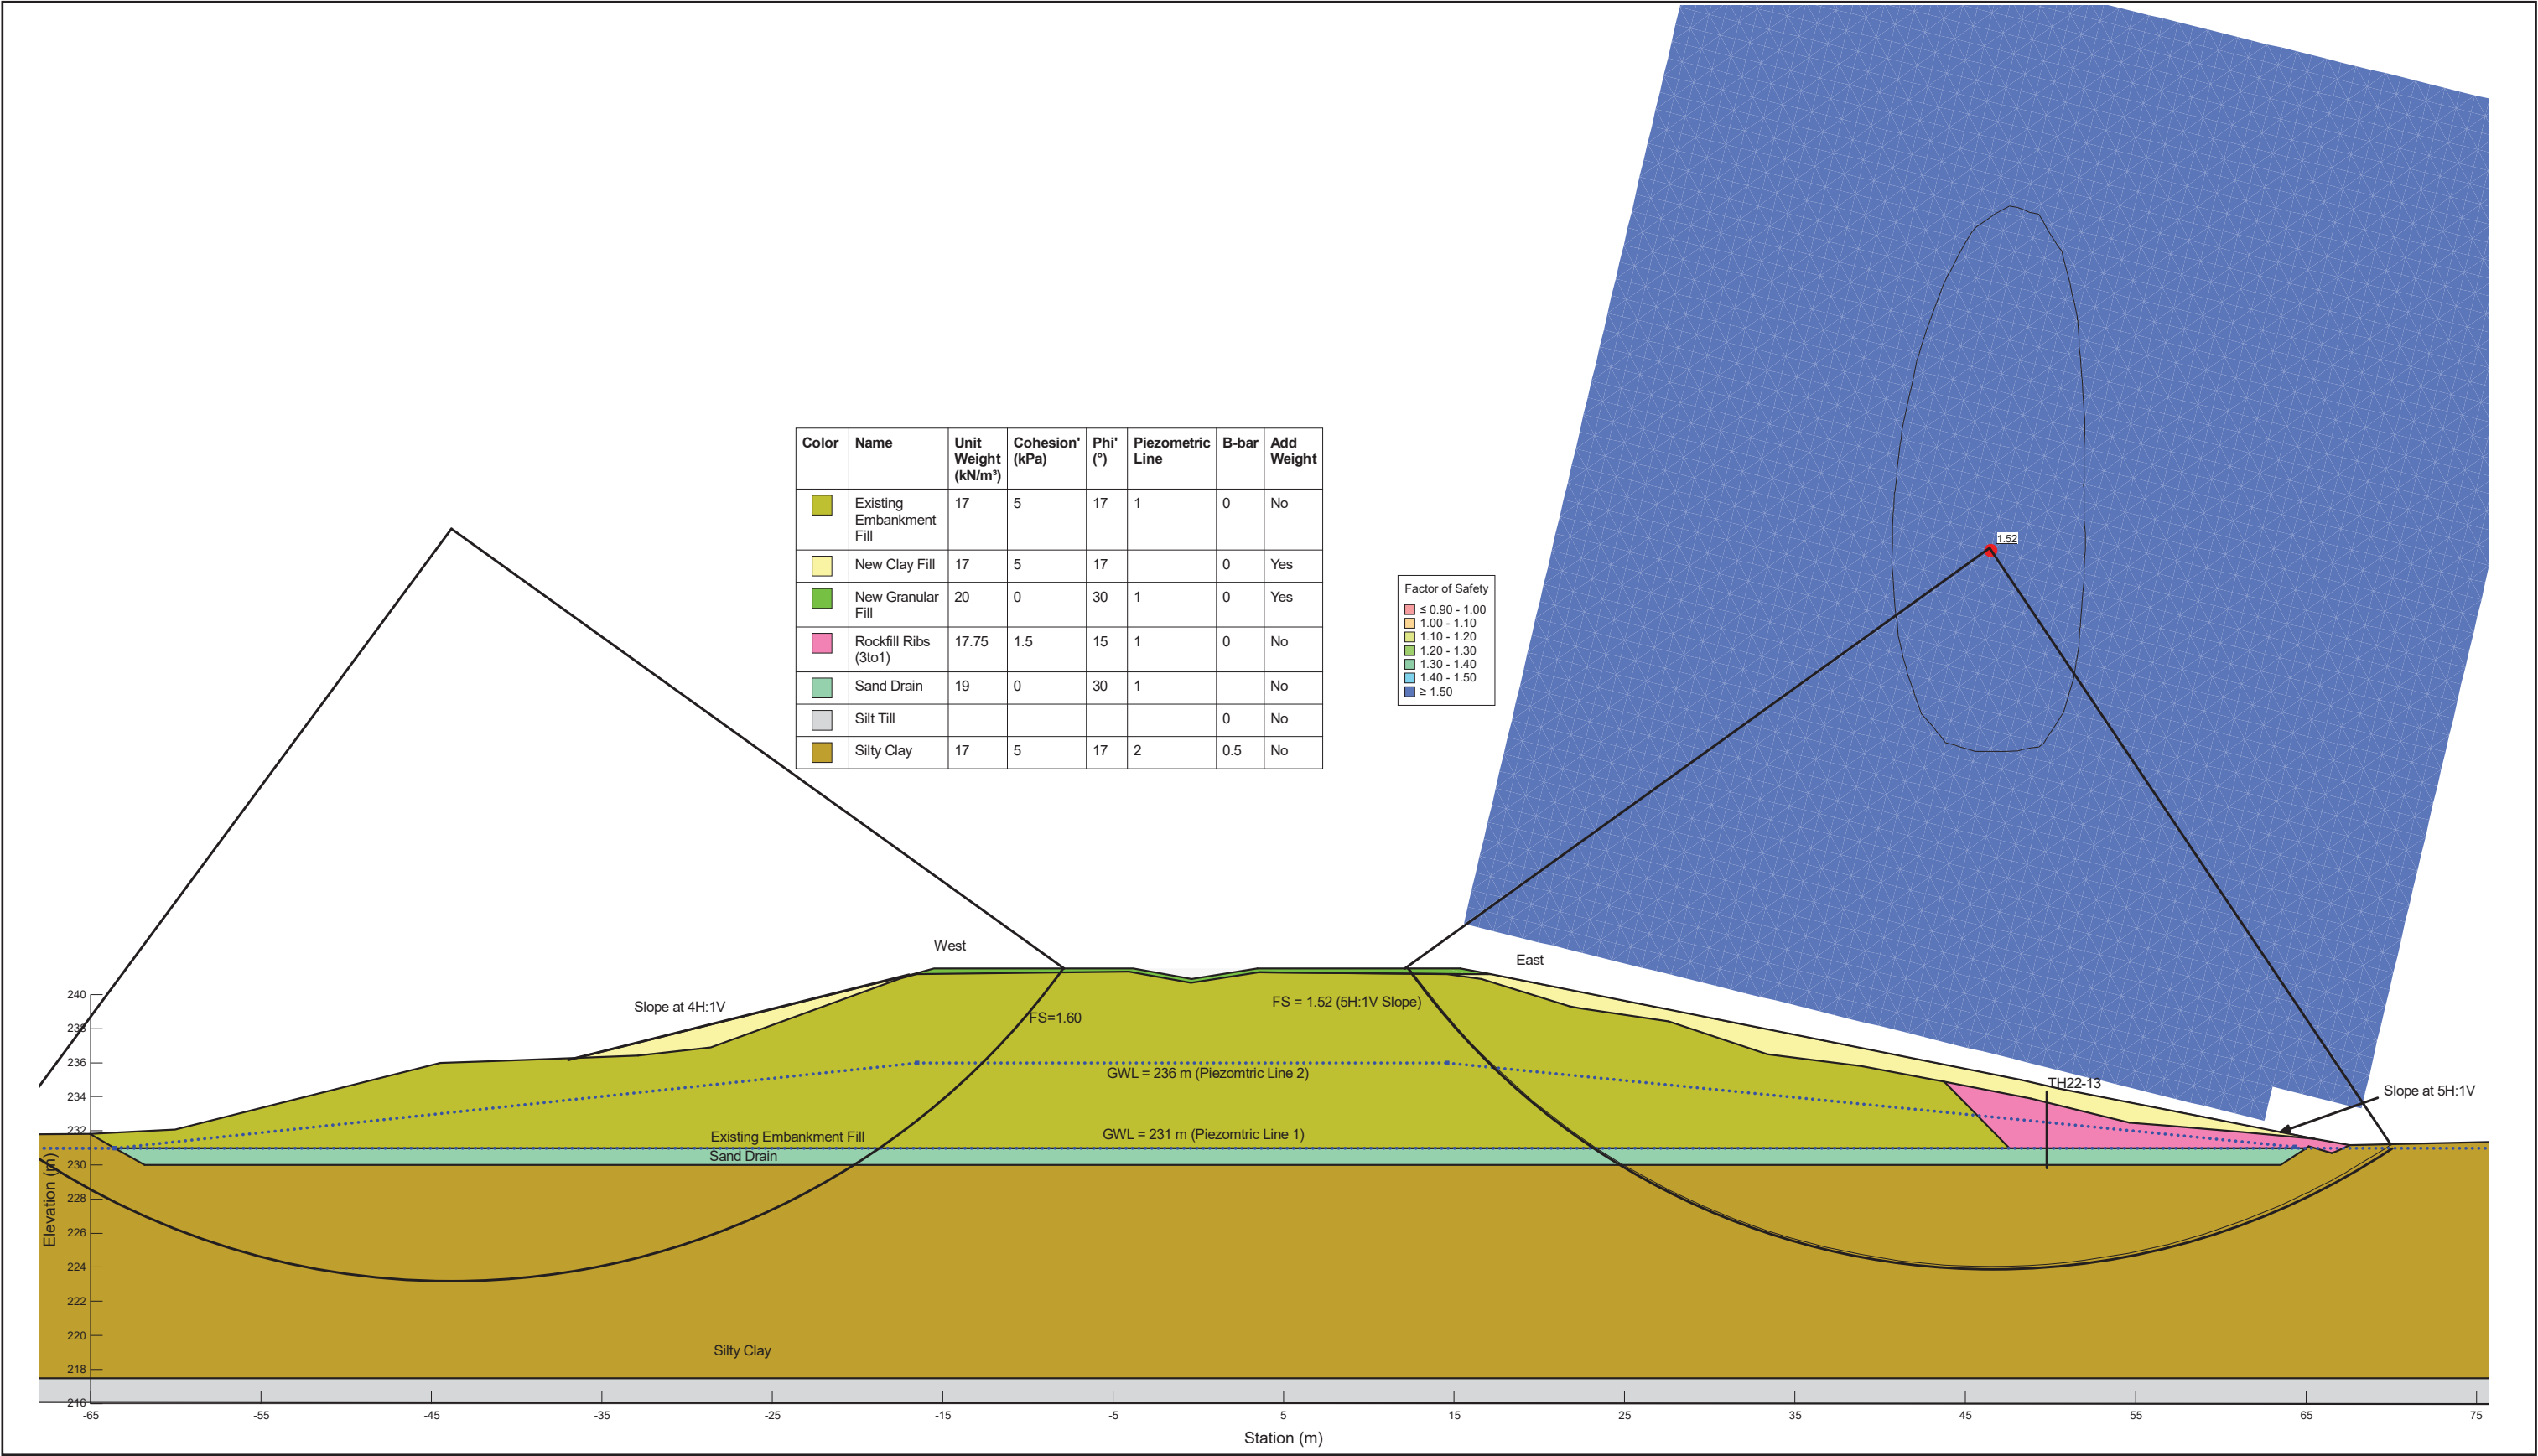 Color Name Unit Weight (kN/m³) Cohesion' (kPa) Phi' (°) Piezometric Line B-bar Add Weight
Existing Embankment Fill 17 5 17 1 0 No
New Clay Fill 17 5 17 0 Yes
New Granular Fill 20 0 30 1 0 Yes
Rockfill Ribs (3to1) 17.75 1.5 15 1 0 No
Sand Drain 19 0 30 1 No
Silt Till 0 No
Silty Clay 17 5 17 2 0.5 No
1.52
Factor of Safety
≤ 0.90 - 1.00
1.00 - 1.10
1.10 - 1.20
1.20 - 1.30
1.30 - 1.40
1.40 - 1.50
≥ 1.50
West
East
Slope at 4H:1V
FS = 1.52 (5H:1V Slope)
FS=1.60
GWL = 236 m (Piezomtric Line 2)
TH22-13
Slope at 5H:1V
GWL = 231 m (Piezomtric Line 1)
Existing Embankment Fill
Sand Drain
Silty Clay
Elevation (m)
240
238
236
234
232
230
228
226
224
222
220
218
216
-65 -55 -45 -35 -25 -15 -5 5 15 25 35 45 55 65 75
Station (m)